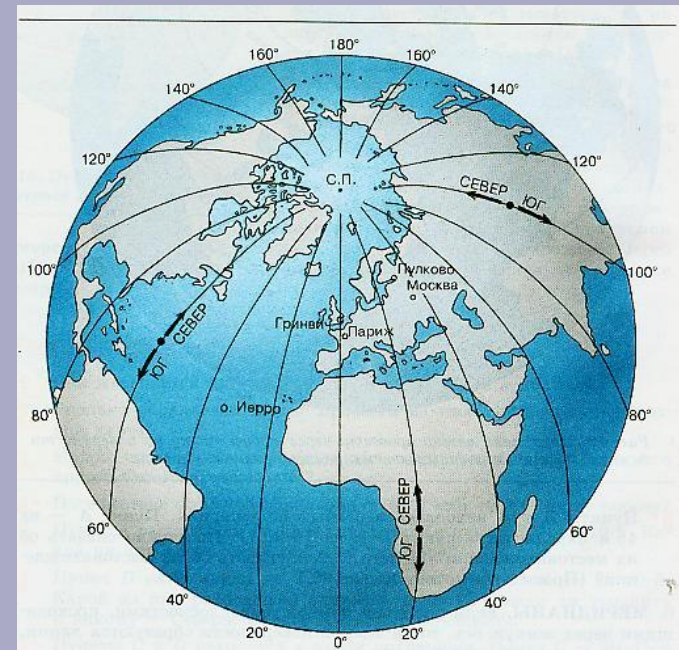 180°
160° 160°
140° 140°
120° 120°
С.П.
СЕВЕР ЮГ
100° 100°
Пулково
Москва
Гринвич
Париж
ЮГ СЕВЕР
о. Иерро
80° 80°
ЮГ СЕВЕР
60° 60°
40° 40°
20° 20°
0°